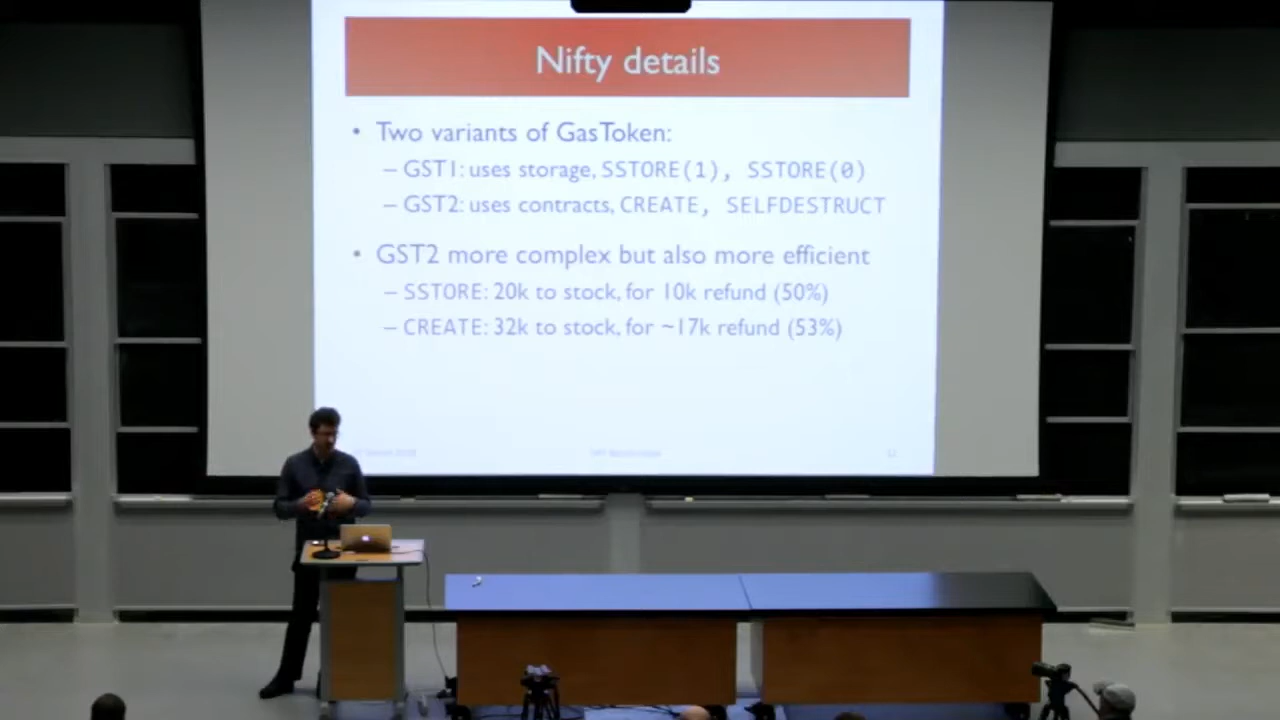 Nifty details
• Two variants of GasToken:
– GST1: uses storage, SSTORE(1), SSTORE(0)
– GST2: uses contracts, CREATE, SELFDESTRUCT
• GST2 more complex but also more efficient
– SSTORE: 20k to stock, for 10k refund (50%)
– CREATE: 32k to stock, for ~17k refund (53%)